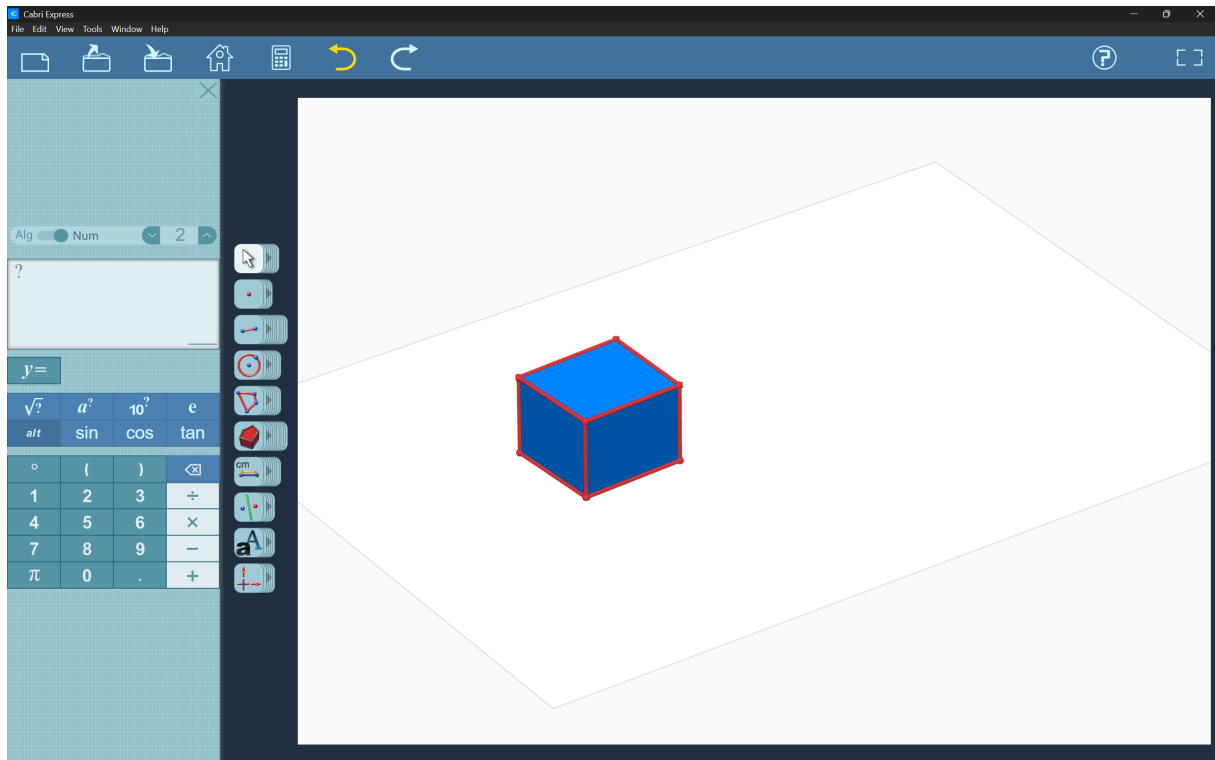 Cabri Express
File Edit View Tools Window Help
Alg Num 2
?
y=
√? a? 10? e
alt sin cos tan
° ( ) ⌫
1 2 3 ÷
4 5 6 ×
7 8 9 −
π 0 . +
cm
aA